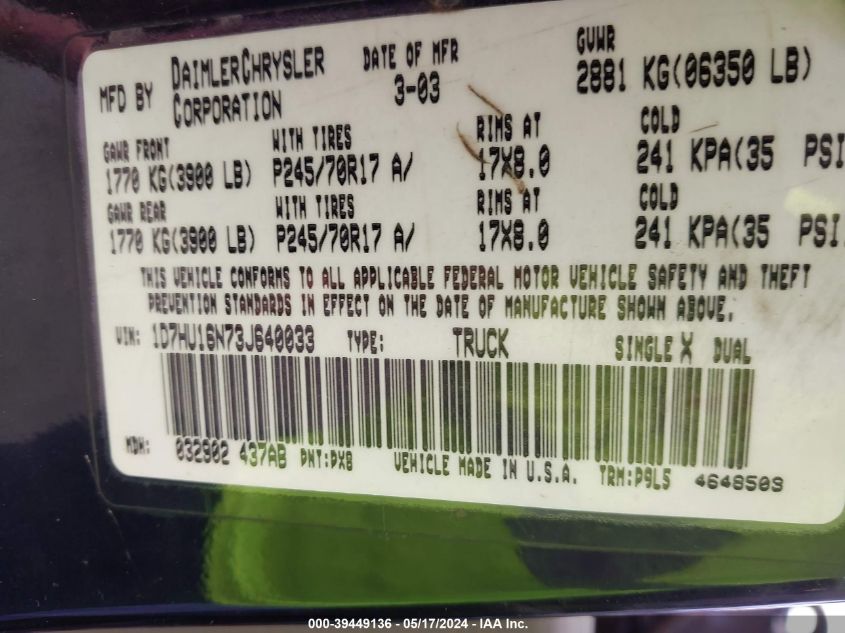 MFD BY DAIMLERCHRYSLER CORPORATION DATE OF MFR 3-03 GVWR 2881 KG(06350 LB)
GAWR FRONT WITH TIRES RIMS AT COLD
1770 KG(3900 LB) P245/70R17 A/ 17X8.0 241 KPA(35 PSI
GAWR REAR WITH TIRES RIMS AT COLD
1770 KG(3900 LB) P245/70R17 A/ 17X8.0 241 KPA(35 PSI
THIS VEHICLE CONFORMS TO ALL APPLICABLE FEDERAL MOTOR VEHICLE SAFETY AND THEFT
PREVENTION STANDARDS IN EFFECT ON THE DATE OF MANUFACTURE SHOWN ABOVE.
VIN: 1D7HU16N73J640033 TYPE: TRUCK SINGLE X DUAL
MDH: 032902 437AB PNT:PX8 VEHICLE MADE IN U.S.A. TRM:P9L5 4648509
000-39449136 - 05/17/2024 - IAA Inc.